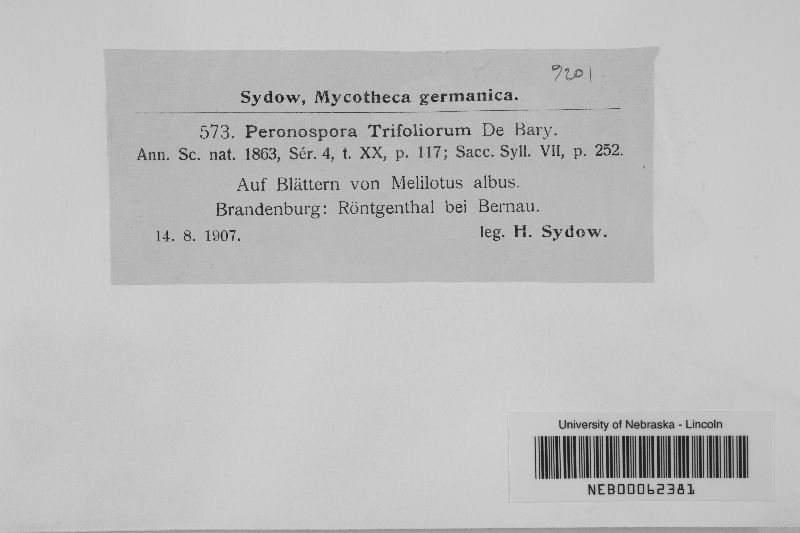 9201.
Sydow, Mycotheca germanica.
573. Peronospora Trifoliorum De Bary.
Ann. Sc. nat. 1863, Sér. 4, t. XX, p. 117; Sacc. Syll. VII, p. 252.
Auf Blättern von Melilotus albus.
Brandenburg: Röntgenthal bei Bernau.
14. 8. 1907. leg. H. Sydow.
University of Nebraska - Lincoln
NEB00062381